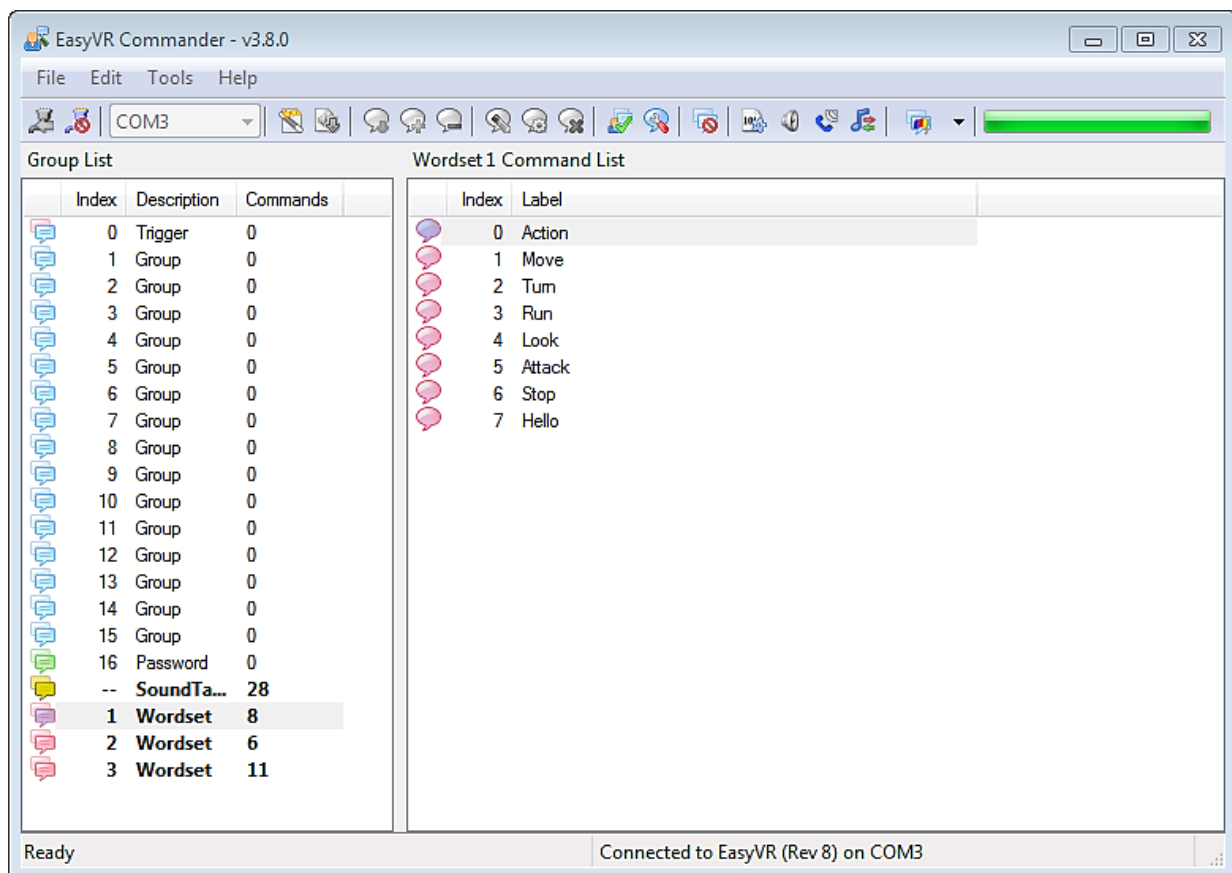 EasyVR Commander - v3.8.0
File Edit Tools Help
COM3
Group List
Index Description Commands
0 Trigger 0
1 Group 0
2 Group 0
3 Group 0
4 Group 0
5 Group 0
6 Group 0
7 Group 0
8 Group 0
9 Group 0
10 Group 0
11 Group 0
12 Group 0
13 Group 0
14 Group 0
15 Group 0
16 Password 0
-- SoundTa... 28
1 Wordset 8
2 Wordset 6
3 Wordset 11
Wordset 1 Command List
Index Label
0 Action
1 Move
2 Turn
3 Run
4 Look
5 Attack
6 Stop
7 Hello
Ready
Connected to EasyVR (Rev 8) on COM3